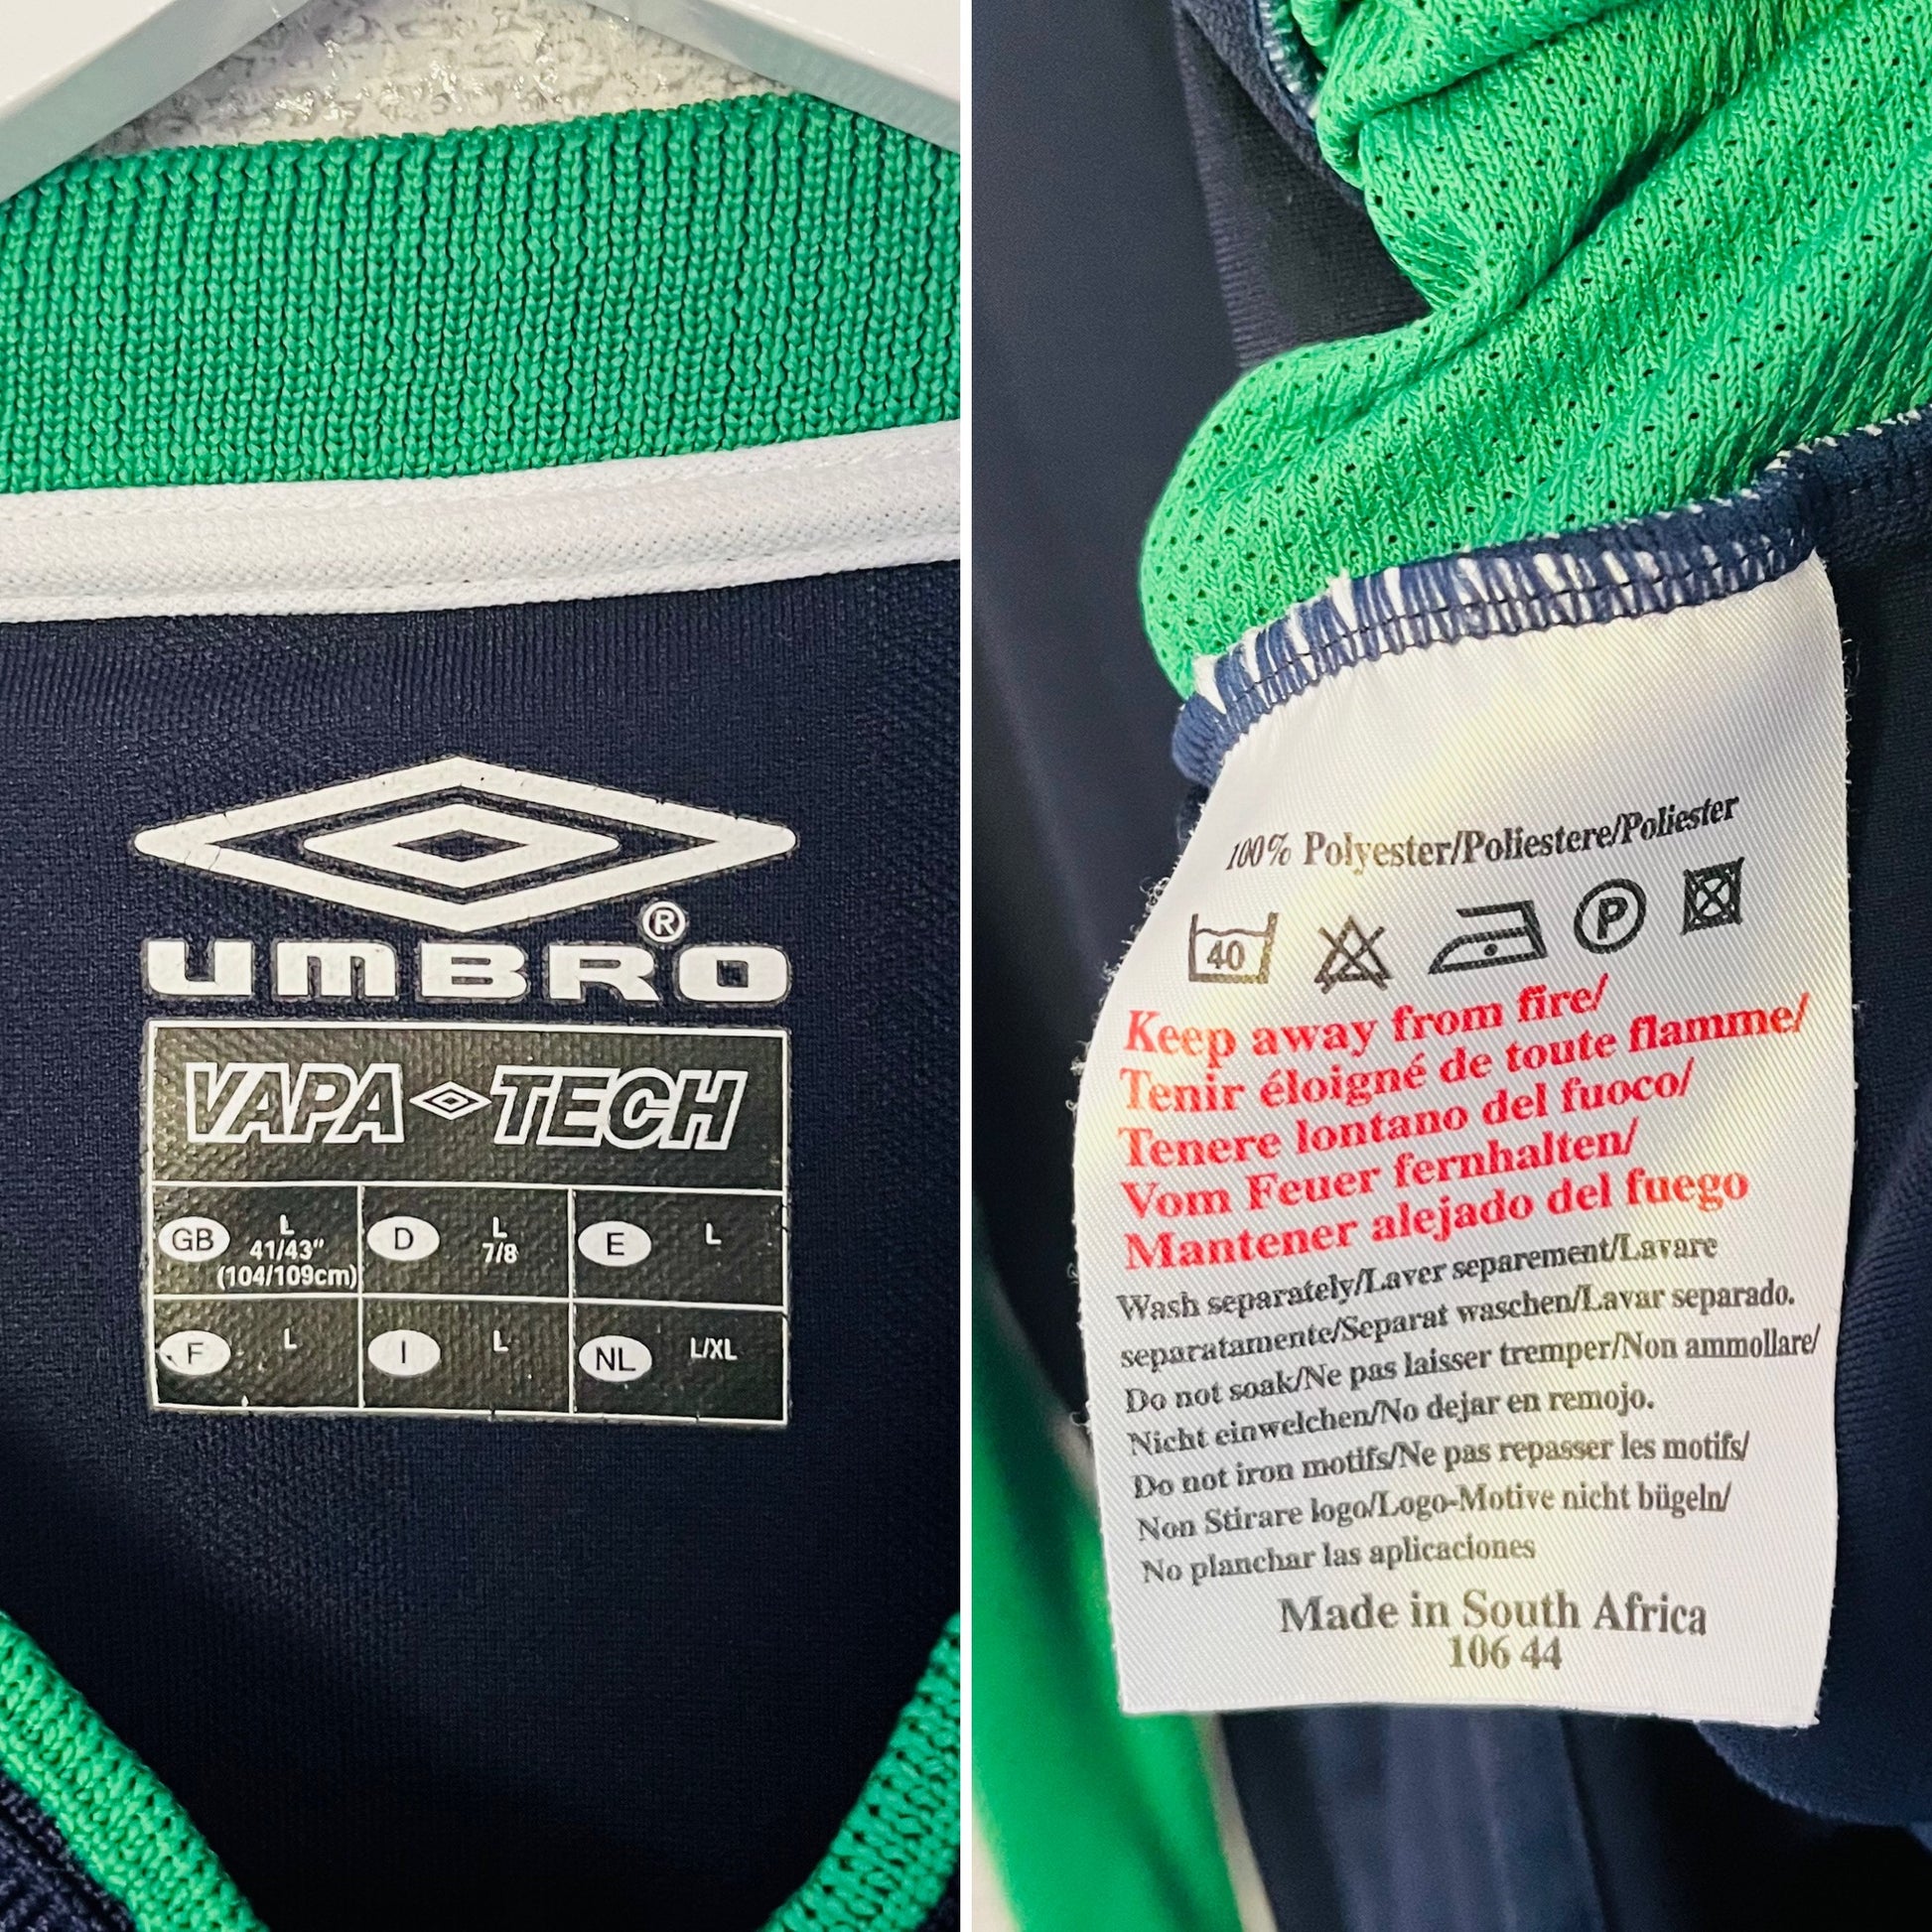 UMBRO®
VAPA TECH
GB L D L E L
41/43" 7/8
(104/109cm)
F L I L NL L/XL
100% Polyester/Poliestere/Poliester
40 P
Keep away from fire/
Tenir éloigné de toute flamme/
Tenere lontano del fuoco/
Vom Feuer fernhalten/
Mantener alejado del fuego
Wash separately/Laver separement/Lavare
separatamente/Separat waschen/Lavar separado.
Do not soak/Ne pas laisser tremper/Non ammollare/
Nicht einwelchen/No dejar en remojo.
Do not iron motifs/Ne pas repasser les motifs/
Non Stirare logo/Logo-Motive nicht bügeln/
No planchar las aplicaciones
Made in South Africa
106 44